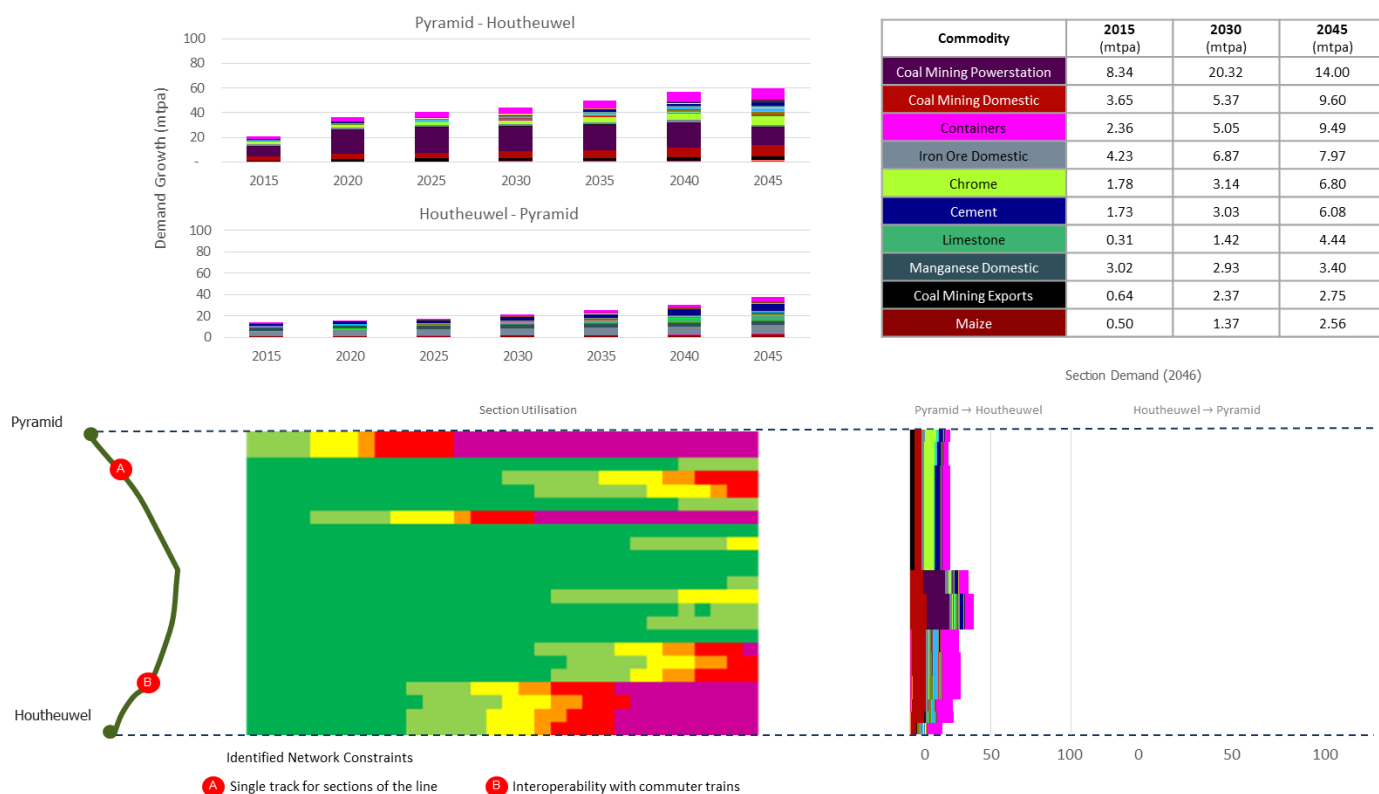 Pyramid - Houtheuwel
Demand Growth (mtpa)
100
80
60
40
20
-
2015 2020 2025 2030 2035 2040 2045
Houtheuwel - Pyramid
100
80
60
40
20
0
2015 2020 2025 2030 2035 2040 2045
Commodity 2015 (mtpa) 2030 (mtpa) 2045 (mtpa)
Coal Mining Powerstation 8.34 20.32 14.00
Coal Mining Domestic 3.65 5.37 9.60
Containers 2.36 5.05 9.49
Iron Ore Domestic 4.23 6.87 7.97
Chrome 1.78 3.14 6.80
Cement 1.73 3.03 6.08
Limestone 0.31 1.42 4.44
Manganese Domestic 3.02 2.93 3.40
Coal Mining Exports 0.64 2.37 2.75
Maize 0.50 1.37 2.56
Section Demand (2046)
Section Utilisation
Pyramid → Houtheuwel
Houtheuwel → Pyramid
Pyramid
A
B
Houtheuwel
0 50 100
0 50 100
Identified Network Constraints
A Single track for sections of the line
B Interoperability with commuter trains